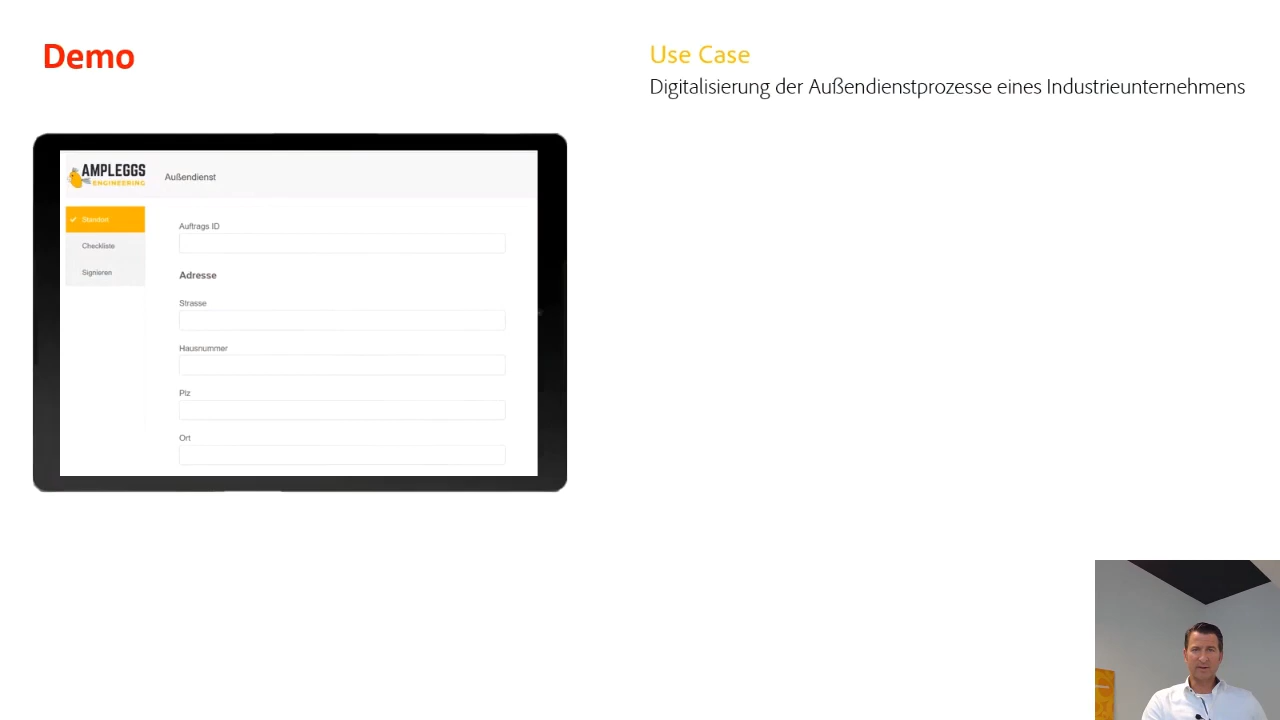 Demo
Use Case
Digitalisierung der Außendienstprozesse eines Industrieunternehmens
AMPLEGGS
ENGINEERING
Außendienst
Standort
Checkliste
Signieren
Auftrags ID
Adresse
Strasse
Hausnummer
Plz
Ort